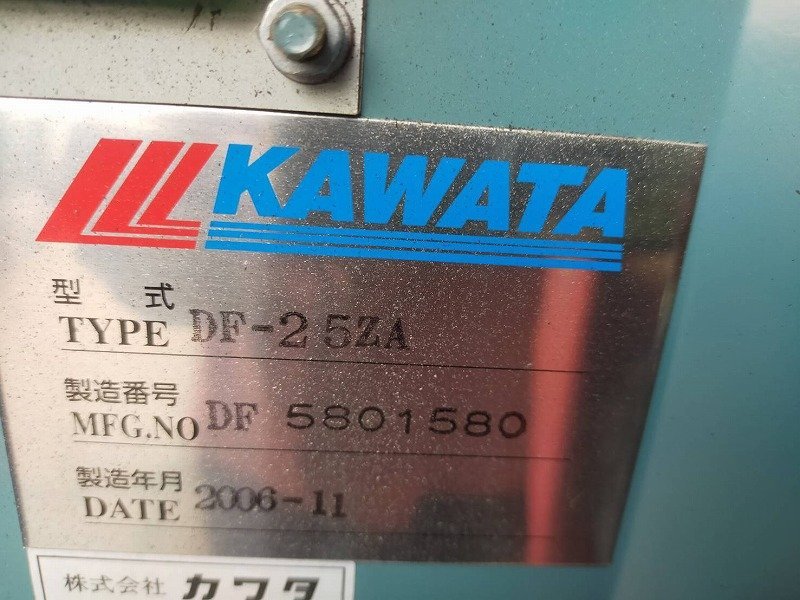 KAWATA
型 式
TYPE DF-25ZA
製造番号
MFG.NO DF 5801580
製造年月
DATE 2006-11
株式会社 カワタ